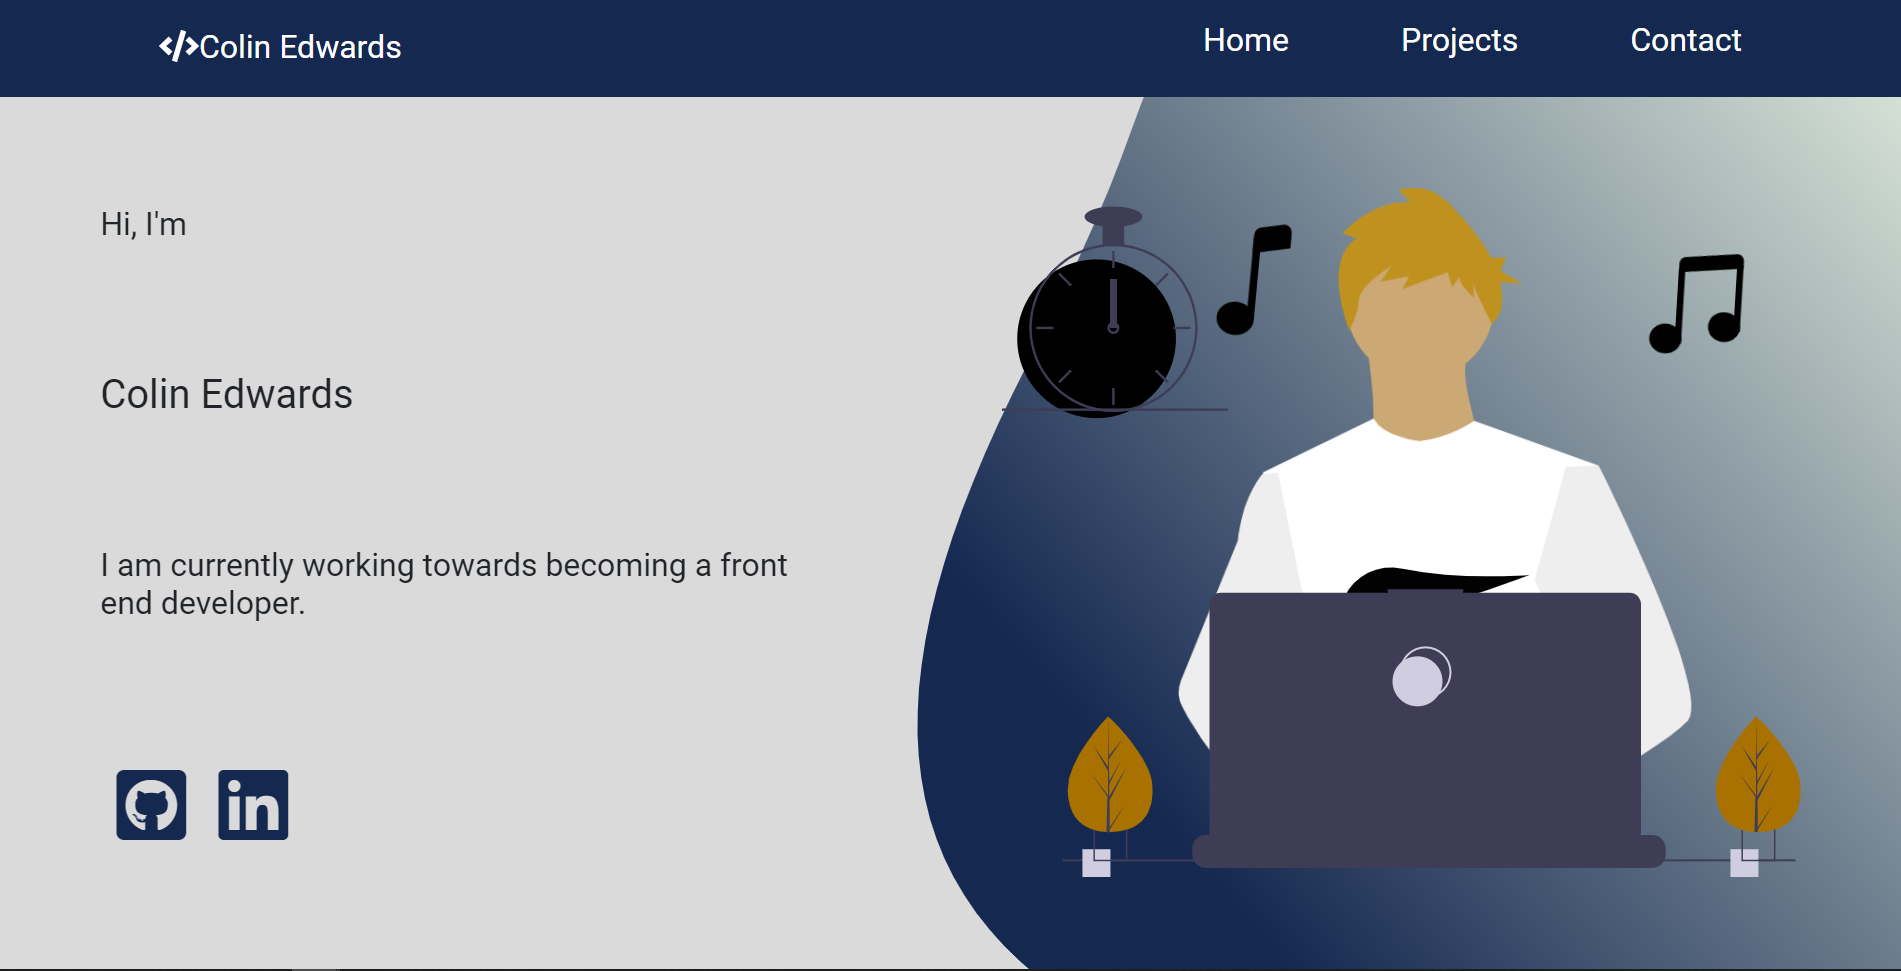 </>Colin Edwards
Home
Projects
Contact
Hi, I'm
Colin Edwards
I am currently working towards becoming a front
end developer.
in